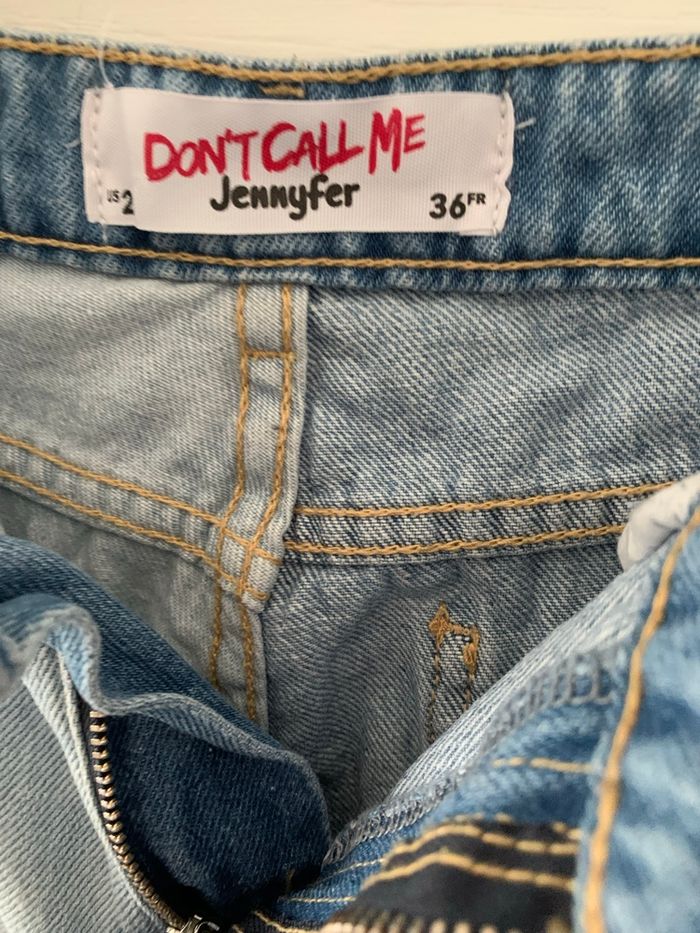 DON'T CALL ME
Jennyfer
US2 36FR